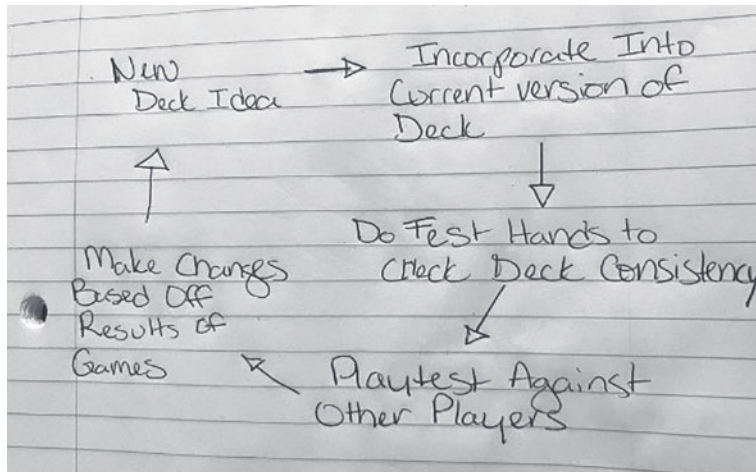 New
Deck Idea
Incorporate Into
Current version of
Deck
Do Test Hands to
Check Deck Consistency
Playtest Against
Other Players
Make Changes
Based Off
Results of
Games